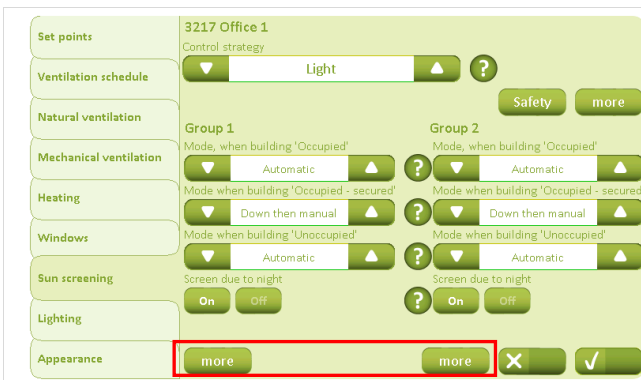 Set points
Ventilation schedule
Natural ventilation
Mechanical ventilation
Heating
Windows
Sun screening
Lighting
Appearance
3217 Office 1
Control strategy
Light
?
Safety more
Group 1 Group 2
Mode, when building 'Occupied' Mode, when building 'Occupied'
Automatic ? Automatic
Mode when building 'Occupied - secured' Mode when building 'Occupied - secured
Down then manual ? Down then manual
Mode when building 'Unoccupied' Mode when building 'Unoccupied'
Automatic ? Automatic
Screen due to night Screen due to night
On Off ? On Off
more more